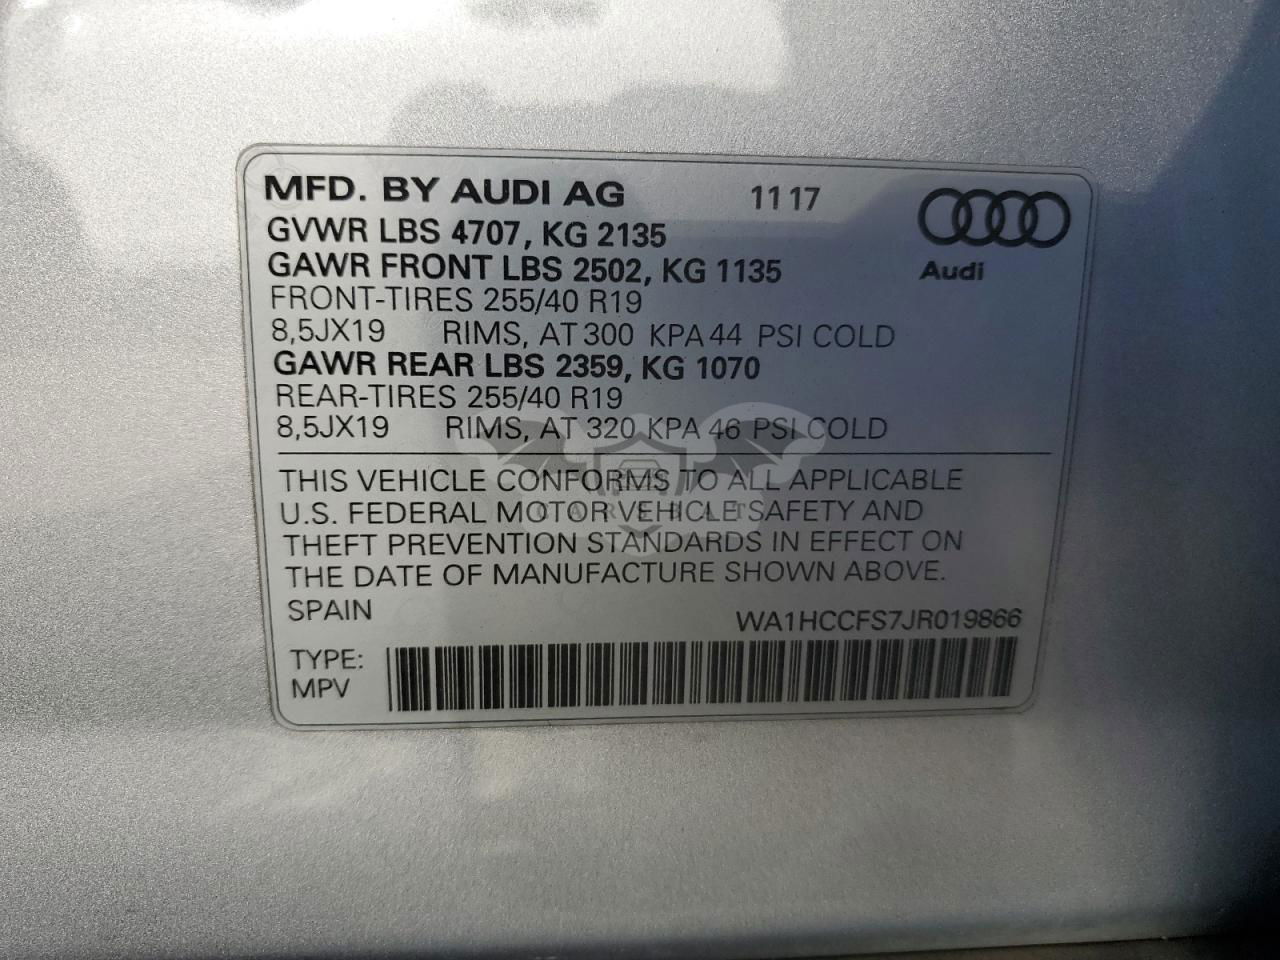 MFD. BY AUDI AG 11 17
GVWR LBS 4707, KG 2135
GAWR FRONT LBS 2502, KG 1135
Audi
FRONT-TIRES 255/40 R19
8,5JX19 RIMS, AT 300 KPA 44 PSI COLD
GAWR REAR LBS 2359, KG 1070
REAR-TIRES 255/40 R19
8,5JX19 RIMS, AT 320 KPA 46 PSI COLD
THIS VEHICLE CONFORMS TO ALL APPLICABLE
U.S. FEDERAL MOTOR VEHICLE SAFETY AND
THEFT PREVENTION STANDARDS IN EFFECT ON
THE DATE OF MANUFACTURE SHOWN ABOVE.
SPAIN WA1HCCFS7JR019866
TYPE:
MPV